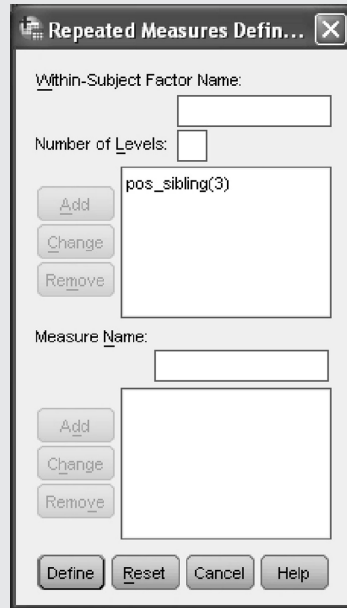 Repeated Measures Defin...
Within-Subject Factor Name:
Number of Levels:
pos_sibling(3)
Add
Change
Remove
Measure Name:
Add
Change
Remove
Define Reset Cancel Help